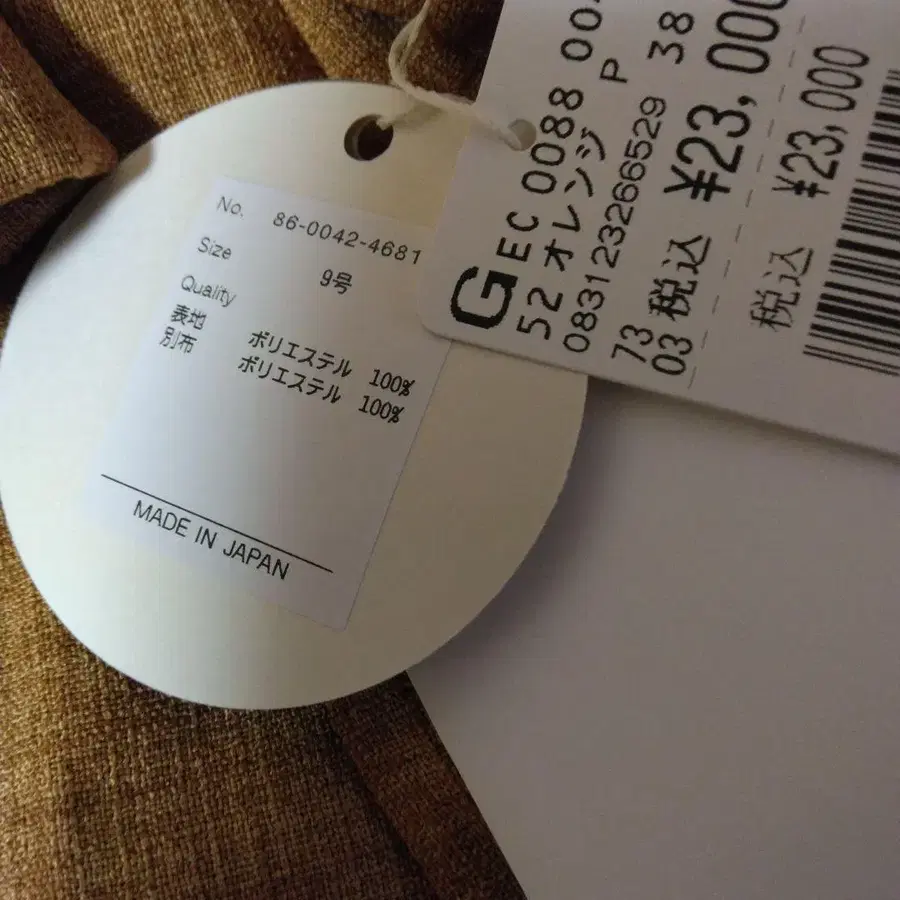 No. 86-0042-4681
Size 9号
Quality
表地 ポリエステル 100%
別布 ポリエステル 100%
MADE IN JAPAN
GEC 0088 00
52 オレンジ P
083123266529 38
73 税込 ¥23,000
03
税込 ¥23,000